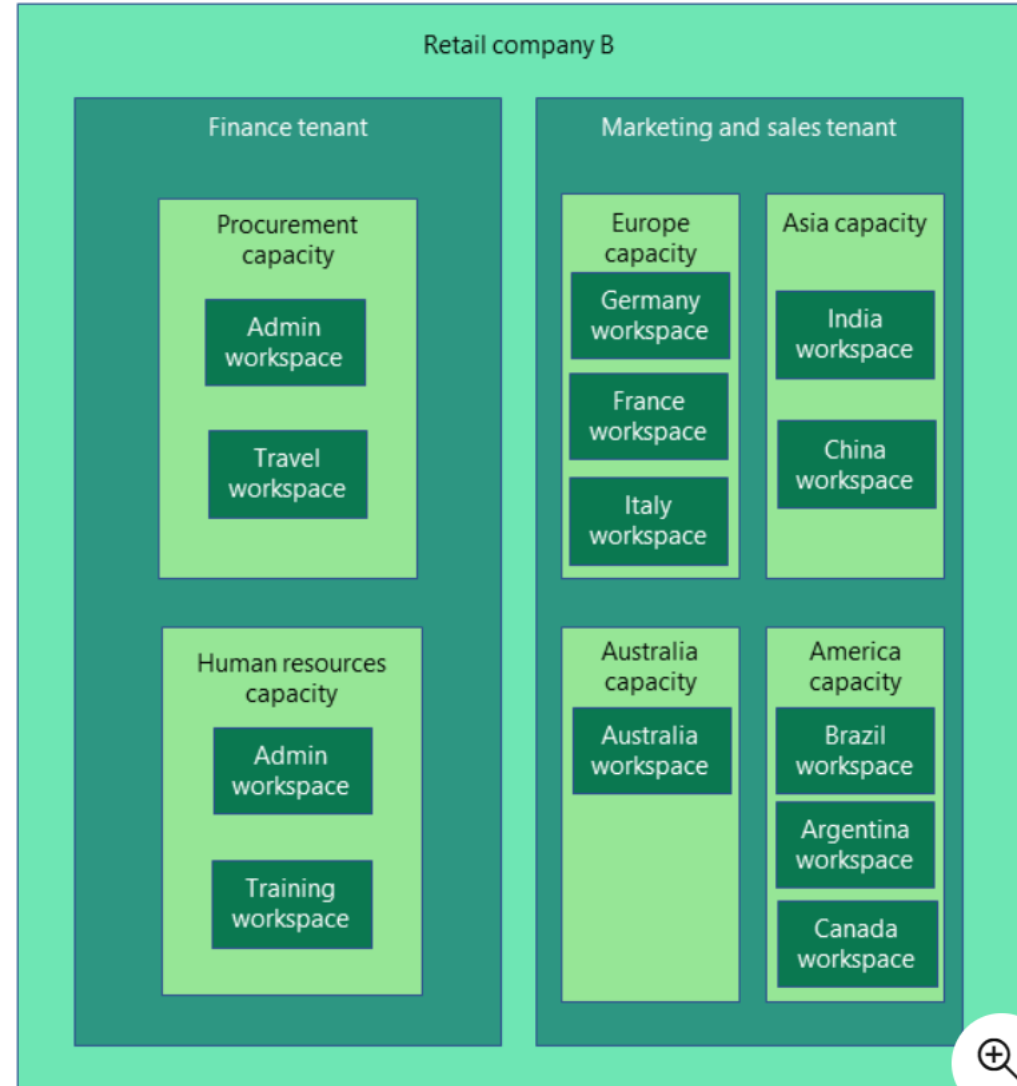 Retail company B
Finance tenant
Procurement
capacity
Admin
workspace
Travel
workspace
Human resources
capacity
Admin
workspace
Training
workspace
Marketing and sales tenant
Europe
capacity
Germany
workspace
France
workspace
Italy
workspace
Asia capacity
India
workspace
China
workspace
Australia
capacity
Australia
workspace
America
capacity
Brazil
workspace
Argentina
workspace
Canada
workspace